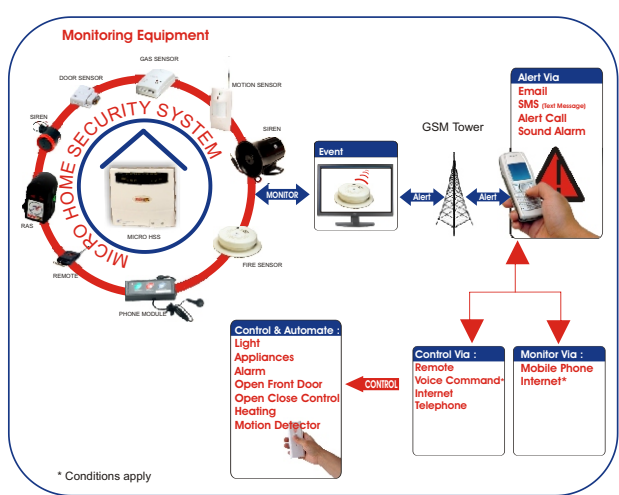 Monitoring Equipment
GAS SENSOR
DOOR SENSOR
MOTION SENSOR
SIREN
SIREN
MICRO HOME SECURITY SYSTEM
MICRO HSS
RAS
REMOTE
PHONE MODULE
FIRE SENSOR
MONITOR
Event
Alert
GSM Tower
Alert
Alert Via
Email
SMS (Text Message)
Alert Call
Sound Alarm
Control & Automate :
Light
Appliances
Alarm
Open Front Door
Open Close Control
Heating
Motion Detector
CONTROL
Control Via :
Remote
Voice Command*
Internet
Telephone
Monitor Via :
Mobile Phone
Internet*
* Conditions apply